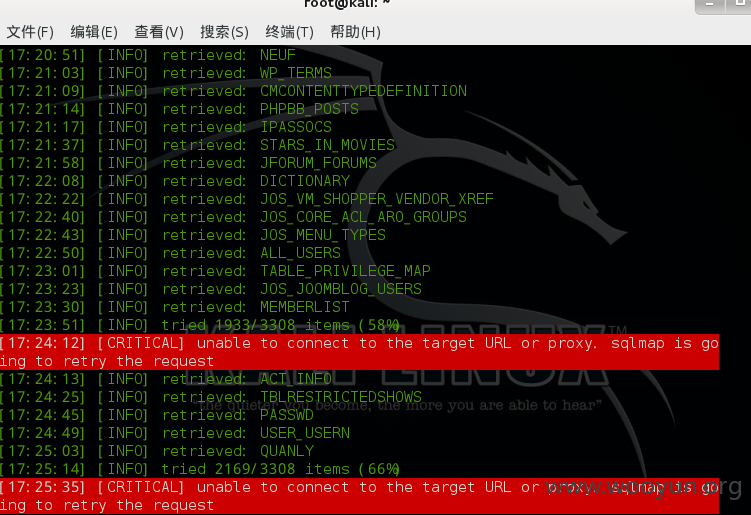 root@kali: ~
文件(F) 编辑(E) 查看(V) 搜索(S) 终端(T) 帮助(H)
[17:20:51] [INFO] retrieved: NEUF
[17:21:03] [INFO] retrieved: WP_TERMS
[17:21:09] [INFO] retrieved: CMCONTENTTYPEDEFINITION
[17:21:14] [INFO] retrieved: PHPBB_POSTS
[17:21:17] [INFO] retrieved: IPASSOCS
[17:21:37] [INFO] retrieved: STARS_IN_MOVIES
[17:21:58] [INFO] retrieved: JFORUM_FORUMS
[17:22:08] [INFO] retrieved: DICTIONARY
[17:22:22] [INFO] retrieved: JOS_VM_SHOPPER_VENDOR_XREF
[17:22:40] [INFO] retrieved: JOS_CORE_ACL_ARO_GROUPS
[17:22:43] [INFO] retrieved: JOS_MENU_TYPES
[17:22:50] [INFO] retrieved: ALL_USERS
[17:23:01] [INFO] retrieved: TABLE_PRIVILEGE_MAP
[17:23:23] [INFO] retrieved: JOS_JOOMBLOG_USERS
[17:23:30] [INFO] retrieved: MEMBERLIST
[17:23:51] [INFO] tried 1933/3308 items (58%)
[17:24:12] [CRITICAL] unable to connect to the target URL or proxy. sqlmap is go
ing to retry the request
[17:24:13] [INFO] retrieved: ACT_INFO
[17:24:25] [INFO] retrieved: TBLRESTRICTEDSHOWS
[17:24:45] [INFO] retrieved: PASSWD
[17:24:49] [INFO] retrieved: USER_USERN
[17:25:03] [INFO] retrieved: QUANLY
[17:25:14] [INFO] tried 2169/3308 items (66%)
[17:25:35] [CRITICAL] unable to connect to the target URL or proxy. sqlmap is go
ing to retry the request
KALI LINUX™
"the quieter you become, the more you are able to hear"
www.wooyun.org